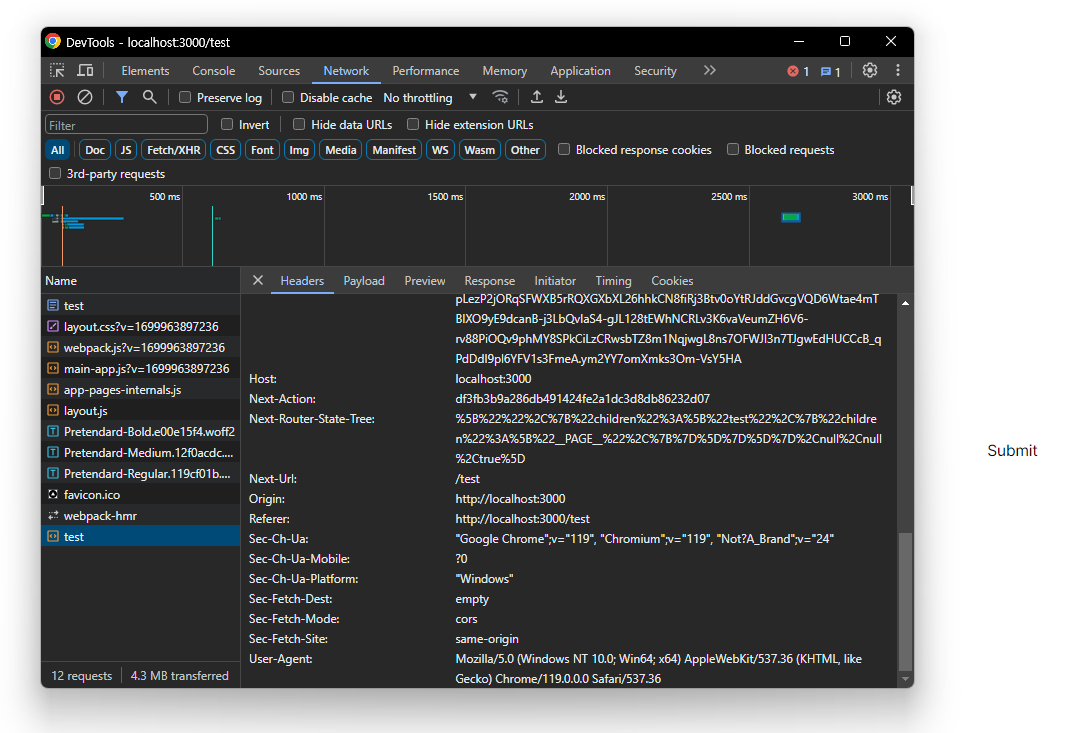 DevTools - localhost:3000/test
Elements Console Sources Network Performance Memory Application Security 1 1
Preserve log Disable cache No throttling
Filter Invert Hide data URLs Hide extension URLs
All Doc JS Fetch/XHR CSS Font Img Media Manifest WS Wasm Other Blocked response cookies Blocked requests
3rd-party requests
500 ms 1000 ms 1500 ms 2000 ms 2500 ms 3000 ms
Name
test
layout.css?v=1699963897236
webpack.js?v=1699963897236
main-app.js?v=1699963897236
app-pages-internals.js
layout.js
Pretendard-Bold.e00e15f4.woff2
Pretendard-Medium.12f0acdc....
Pretendard-Regular.119cf01b....
favicon.ico
webpack-hmr
test
12 requests 4.3 MB transferred
Headers Payload Preview Response Initiator Timing Cookies
pLezP2jORqSFWXB5rRQXGXbXL26hhkCN8fiRj3Btv0oYtRJddGvcgVQD6Wtae4mT
BIXO9yE9dcanB-j3LbQvlaS4-gJL128tEWhNCRLv3K6vaVeumZH6V6-
rv88PiOQv9phMY8SPkCiLzCRwsbTZ8m1NqjwgL8ns7OFWJl3n7TJgwEdHUCCcB_q
PdDdI9pl6YFV1s3FmeA.ym2YY7omXmks3Om-VsY5HA
Host: localhost:3000
Next-Action: df3fb3b9a286db491424fe2a1dc3d8db86232d07
Next-Router-State-Tree: %5B%22%22%2C%7B%22children%22%3A%5B%22test%22%2C%7B%22childre
n%22%3A%5B%22__PAGE__%22%2C%7B%7D%5D%7D%5D%7D%2Cnull%2Cnull
%2Ctrue%5D
Next-Url: /test
Origin: http://localhost:3000
Referer: http://localhost:3000/test
Sec-Ch-Ua: "Google Chrome";v="119", "Chromium";v="119", "Not?A_Brand";v="24"
Sec-Ch-Ua-Mobile: ?0
Sec-Ch-Ua-Platform: "Windows"
Sec-Fetch-Dest: empty
Sec-Fetch-Mode: cors
Sec-Fetch-Site: same-origin
User-Agent: Mozilla/5.0 (Windows NT 10.0; Win64; x64) AppleWebKit/537.36 (KHTML, like
Gecko) Chrome/119.0.0.0 Safari/537.36
Submit